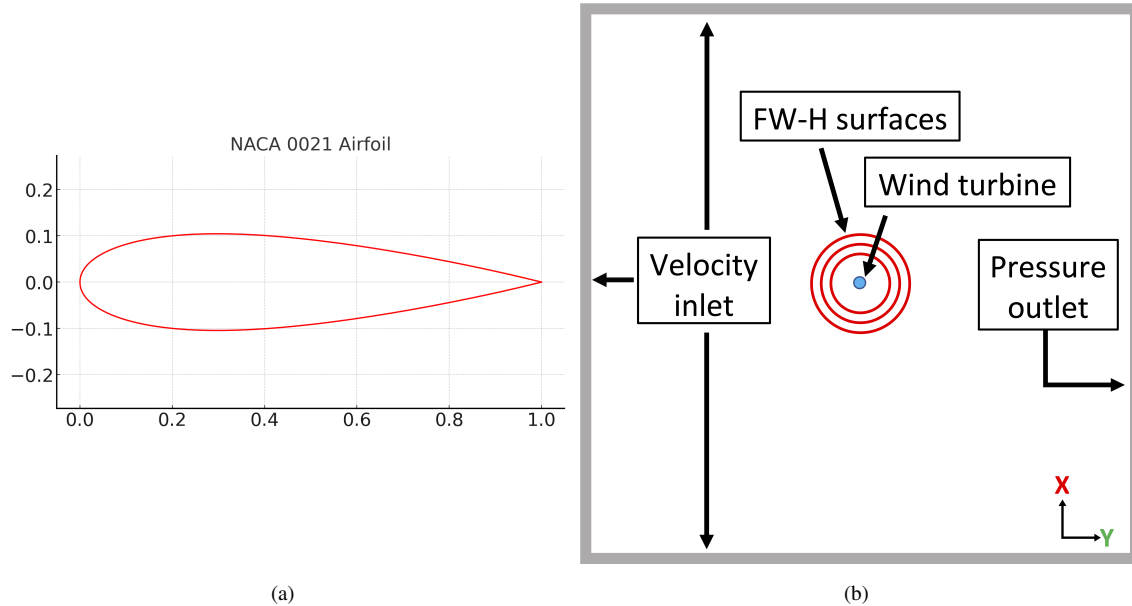 NACA 0021 Airfoil
0.2
0.1
0.0
−0.1
−0.2
0.0 0.2 0.4 0.6 0.8 1.0
(a)
FW-H surfaces
Wind turbine
Velocity
inlet
Pressure
outlet
X
Y
(b)